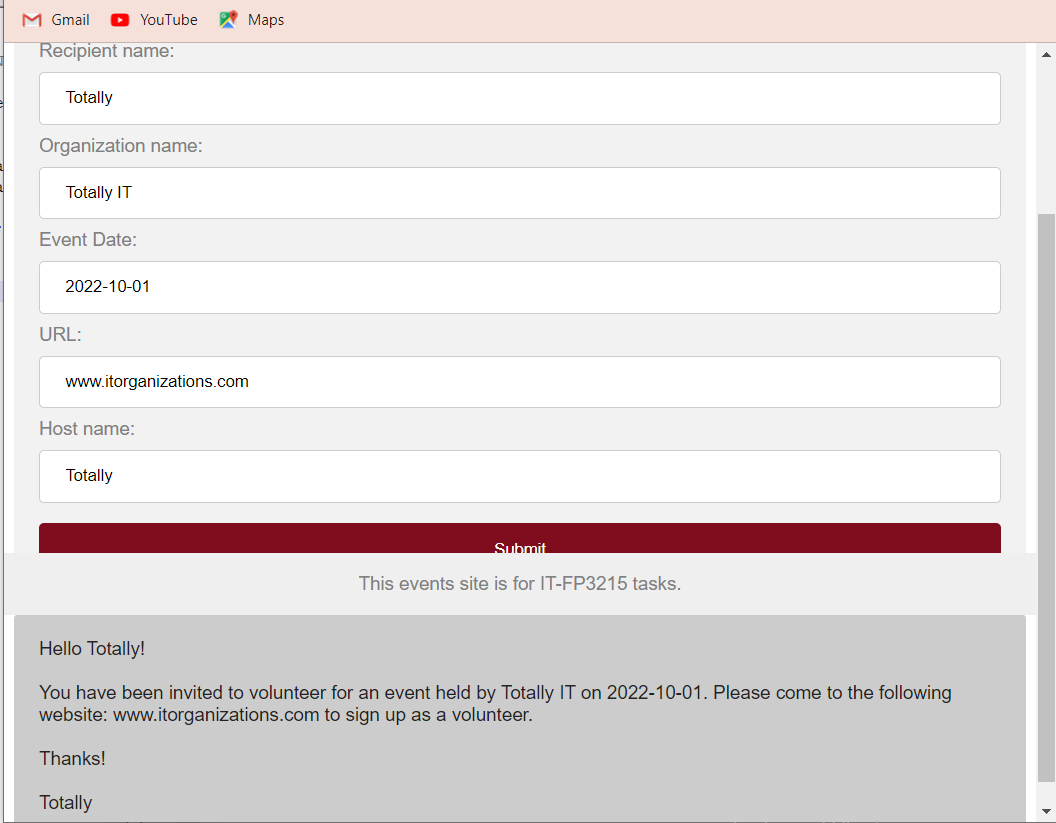 Gmail YouTube Maps
Recipient name:
Totally
Organization name:
Totally IT
Event Date:
2022-10-01
URL:
www.itorganizations.com
Host name:
Totally
Submit
This events site is for IT-FP3215 tasks.
Hello Totally!
You have been invited to volunteer for an event held by Totally IT on 2022-10-01. Please come to the following
website: www.itorganizations.com to sign up as a volunteer.
Thanks!
Totally